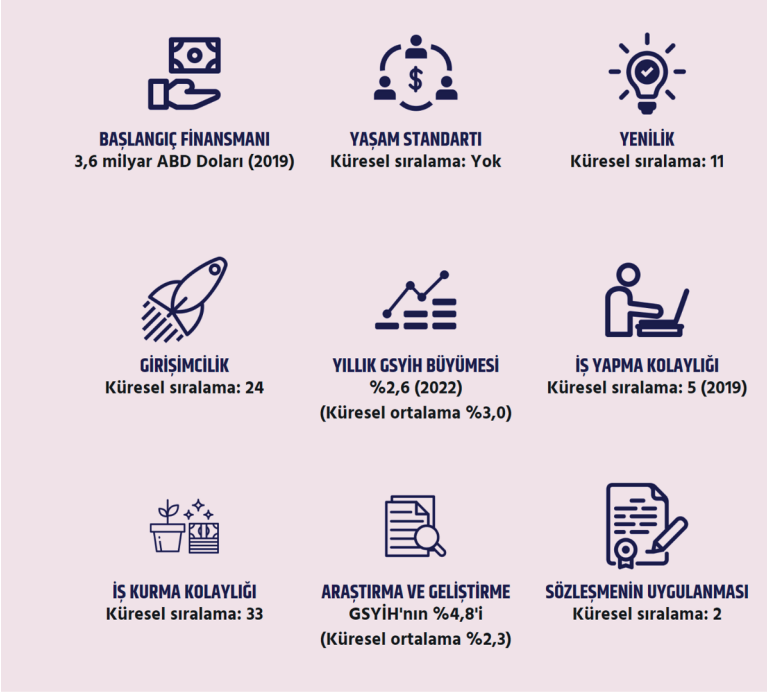 BAŞLANGIÇ FİNANSMANI
3,6 milyar ABD Doları (2019)
YAŞAM STANDARTI
Küresel sıralama: Yok
YENİLİK
Küresel sıralama: 11
GİRİŞİMCİLİK
Küresel sıralama: 24
YILLIK GSYİH BÜYÜMESİ
%2,6 (2022)
(Küresel ortalama %3,0)
İŞ YAPMA KOLAYLIĞI
Küresel sıralama: 5 (2019)
İŞ KURMA KOLAYLIĞI
Küresel sıralama: 33
ARAŞTIRMA VE GELİŞTİRME
GSYİH'nın %4,8'i
(Küresel ortalama %2,3)
SÖZLEŞMENİN UYGULANMASI
Küresel sıralama: 2